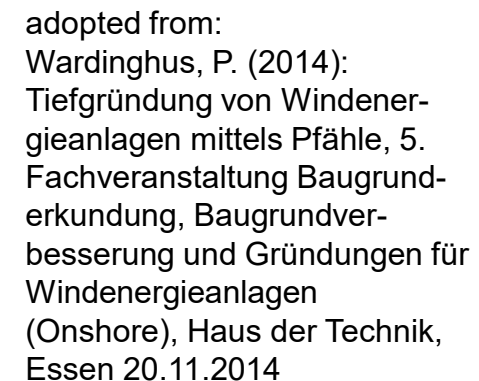 adopted from:
Wardinghus, P. (2014):
Tiefgründung von Windener-
gieanlagen mittels Pfähle, 5.
Fachveranstaltung Baugrund-
erkundung, Baugrundver-
besserung und Gründungen für
Windenergieanlagen
(Onshore), Haus der Technik,
Essen 20.11.2014